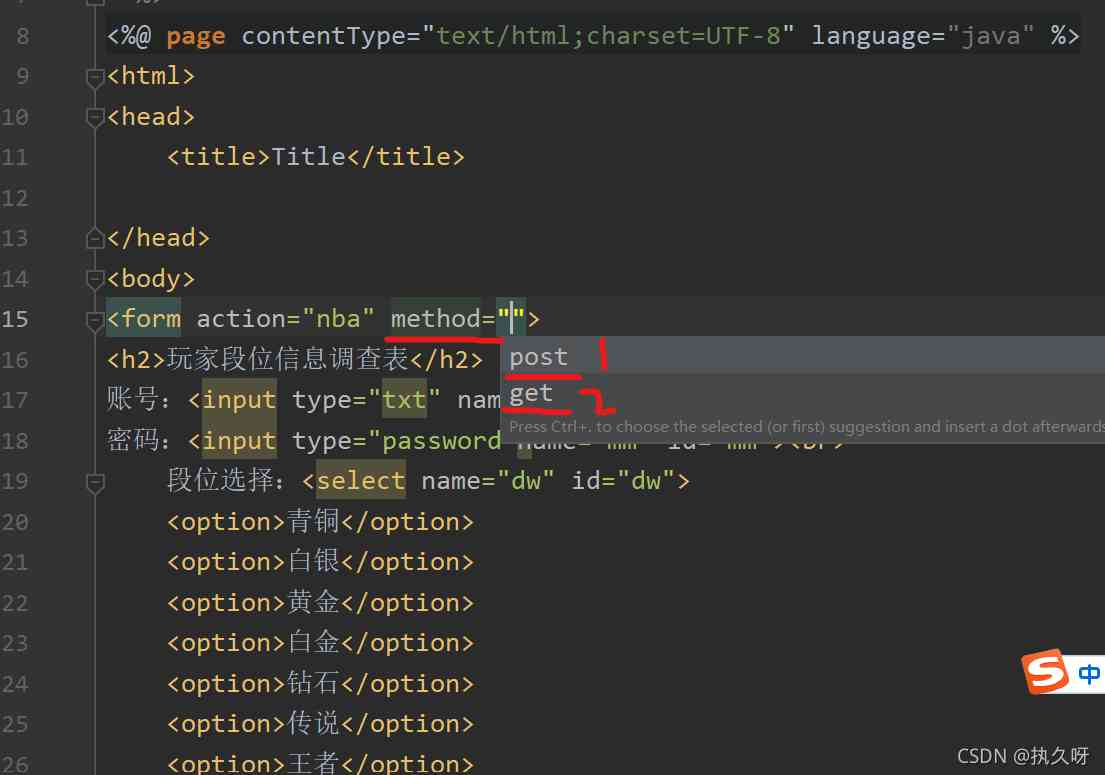 8 <%@ page contentType="text/html;charset=UTF-8" language="java" %>
9 <html>
10 <head>
11 <title>Title</title>
12
13 </head>
14 <body>
15 <form action="nba" method="">
16 <h2>玩家段位信息调查表</h2> post 1
17 账号：<input type="txt" nam get 2
Press Ctrl+. to choose the selected (or first) suggestion and insert a dot afterwards
18 密码：<input type="password name="mm" id="mm"><br>
19 段位选择：<select name="dw" id="dw">
20 <option>青铜</option>
21 <option>白银</option>
22 <option>黄金</option>
23 <option>白金</option>
24 <option>钻石</option>
25 <option>传说</option>
26 <option>王者</option>
S 中
CSDN @执久呀